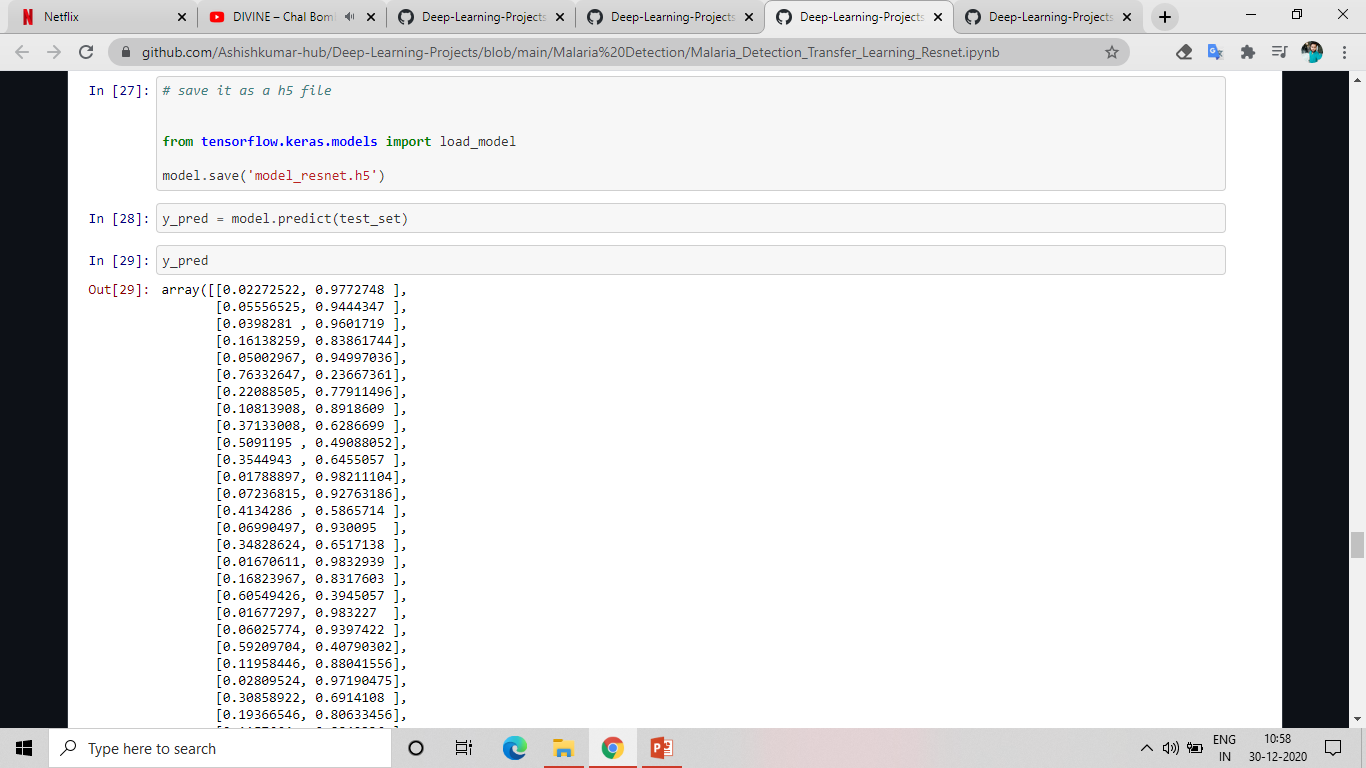 Netflix
DIVINE – Chal Bom
Deep-Learning-Projects
Deep-Learning-Projects
Deep-Learning-Projects
Deep-Learning-Projects
github.com/Ashishkumar-hub/Deep-Learning-Projects/blob/main/Malaria%20Detection/Malaria_Detection_Transfer_Learning_Resnet.ipynb
In [27]: # save it as a h5 file
from tensorflow.keras.models import load_model
model.save('model_resnet.h5')
In [28]: y_pred = model.predict(test_set)
In [29]: y_pred
Out[29]: array([[0.02272522, 0.9772748 ],
[0.05556525, 0.9444347 ],
[0.0398281 , 0.9601719 ],
[0.16138259, 0.83861744],
[0.05002967, 0.94997036],
[0.76332647, 0.23667361],
[0.22088505, 0.77911496],
[0.10813908, 0.8918609 ],
[0.37133008, 0.6286699 ],
[0.5091195 , 0.49088052],
[0.3544943 , 0.6455057 ],
[0.01788897, 0.98211104],
[0.07236815, 0.92763186],
[0.4134286 , 0.5865714 ],
[0.06990497, 0.930095  ],
[0.34828624, 0.6517138 ],
[0.01670611, 0.9832939 ],
[0.16823967, 0.8317603 ],
[0.60549426, 0.3945057 ],
[0.01677297, 0.983227  ],
[0.06025774, 0.9397422 ],
[0.59209704, 0.40790302],
[0.11958446, 0.88041556],
[0.02809524, 0.97190475],
[0.30858922, 0.6914108 ],
[0.19366546, 0.80633456],
Type here to search
ENG
IN
10:58
30-12-2020